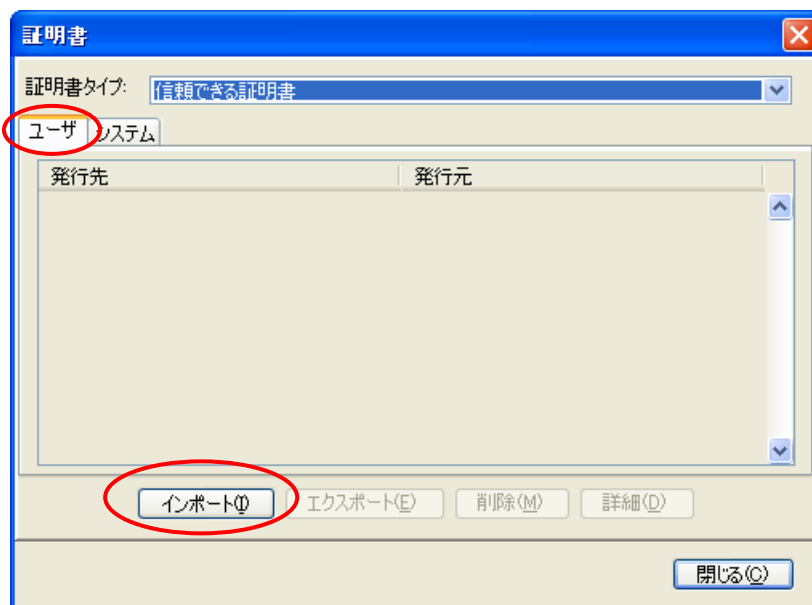 証明書
証明書タイプ: 信頼できる証明書
ユーザ システム
発行先 発行元
インポート(I) エクスポート(E) 削除(M) 詳細(D)
閉じる(C)